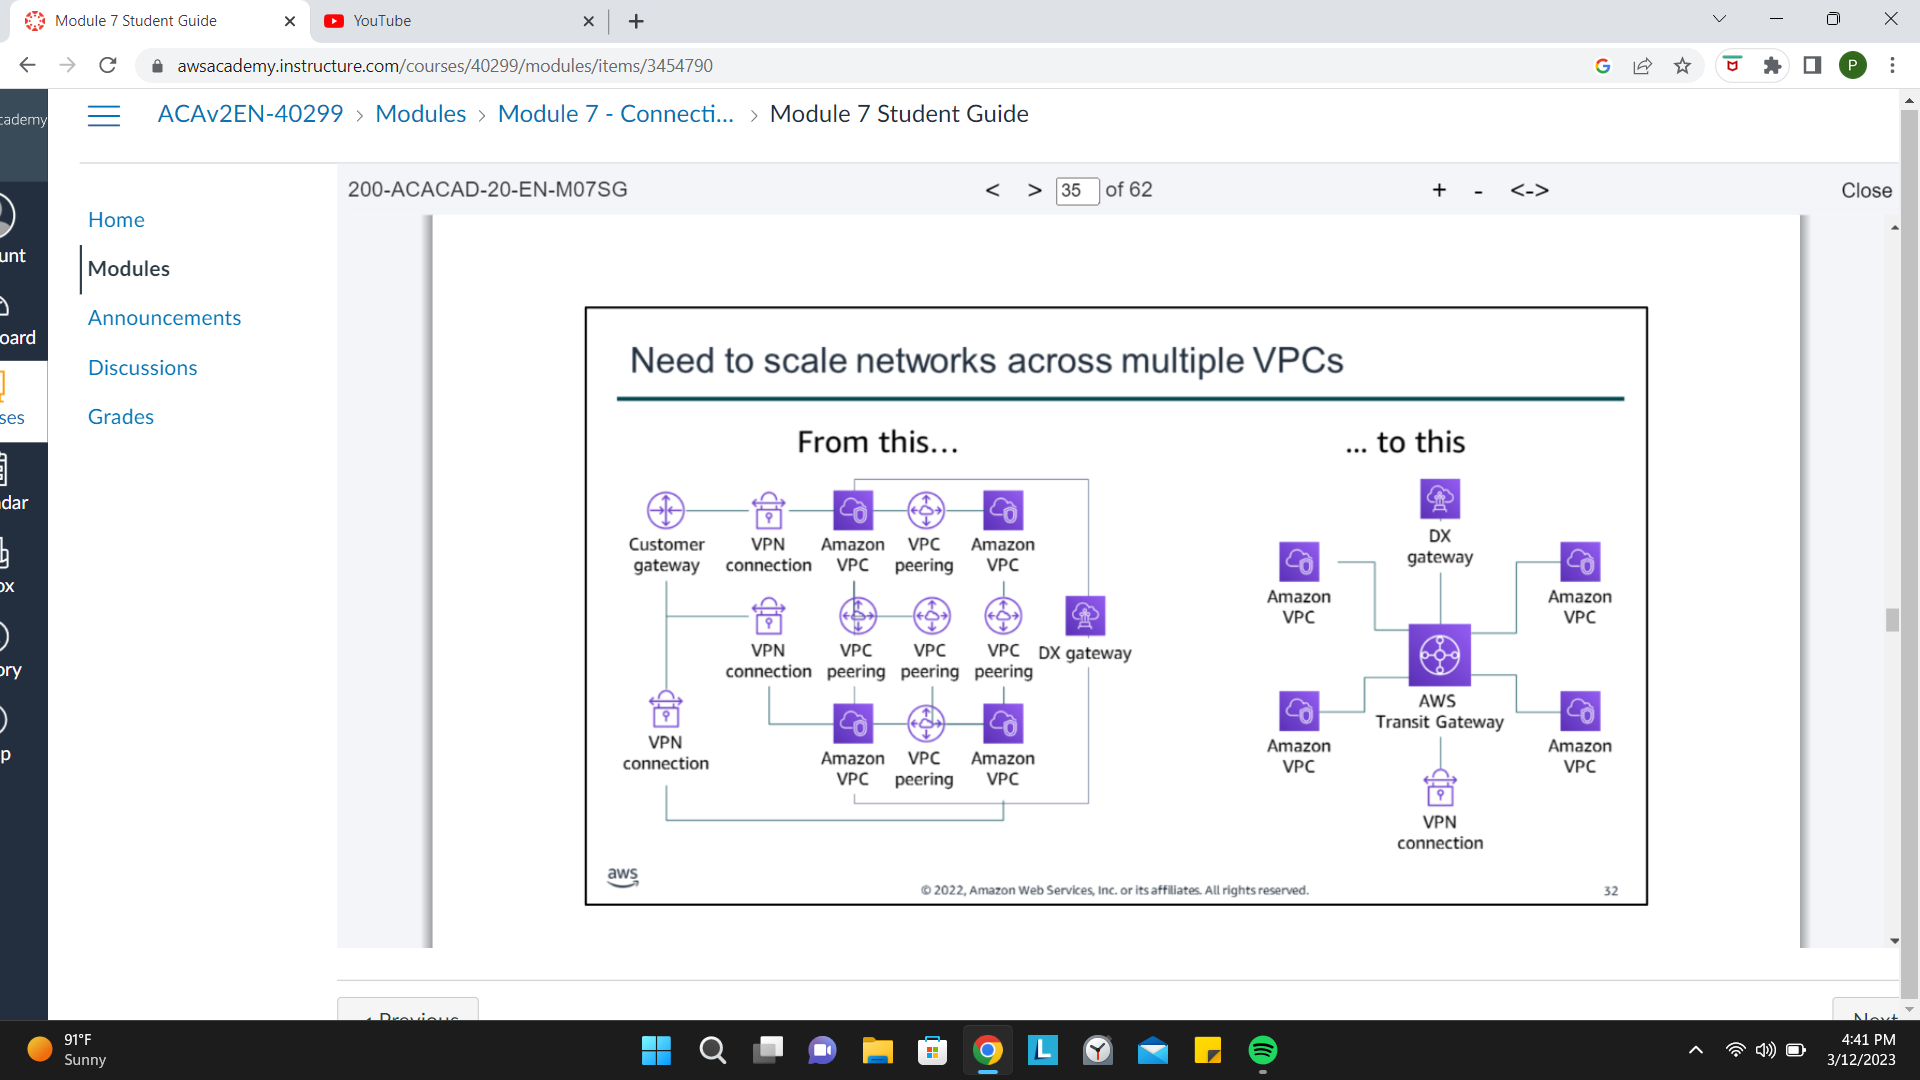 Module 7 Student Guide
YouTube
awsacademy.instructure.com/courses/40299/modules/items/3454790
P
cademy
ACAv2EN-40299 > Modules > Module 7 - Connecti... > Module 7 Student Guide
200-ACACAD-20-EN-M07SG
< > 35 of 62
+ - <->
Close
unt
oard
ses
dar
ox
ory
p
Home
Modules
Announcements
Discussions
Grades
Need to scale networks across multiple VPCs
From this...
Customer gateway
VPN connection
Amazon VPC
VPC peering
Amazon VPC
VPN connection
VPC peering
VPC peering
VPC peering
DX gateway
VPN connection
Amazon VPC
VPC peering
Amazon VPC
... to this
DX gateway
Amazon VPC
Amazon VPC
AWS Transit Gateway
Amazon VPC
Amazon VPC
VPN connection
aws
© 2022, Amazon Web Services, Inc. or its affiliates. All rights reserved.
32
Previous
Next
91°F
Sunny
4:41 PM
3/12/2023